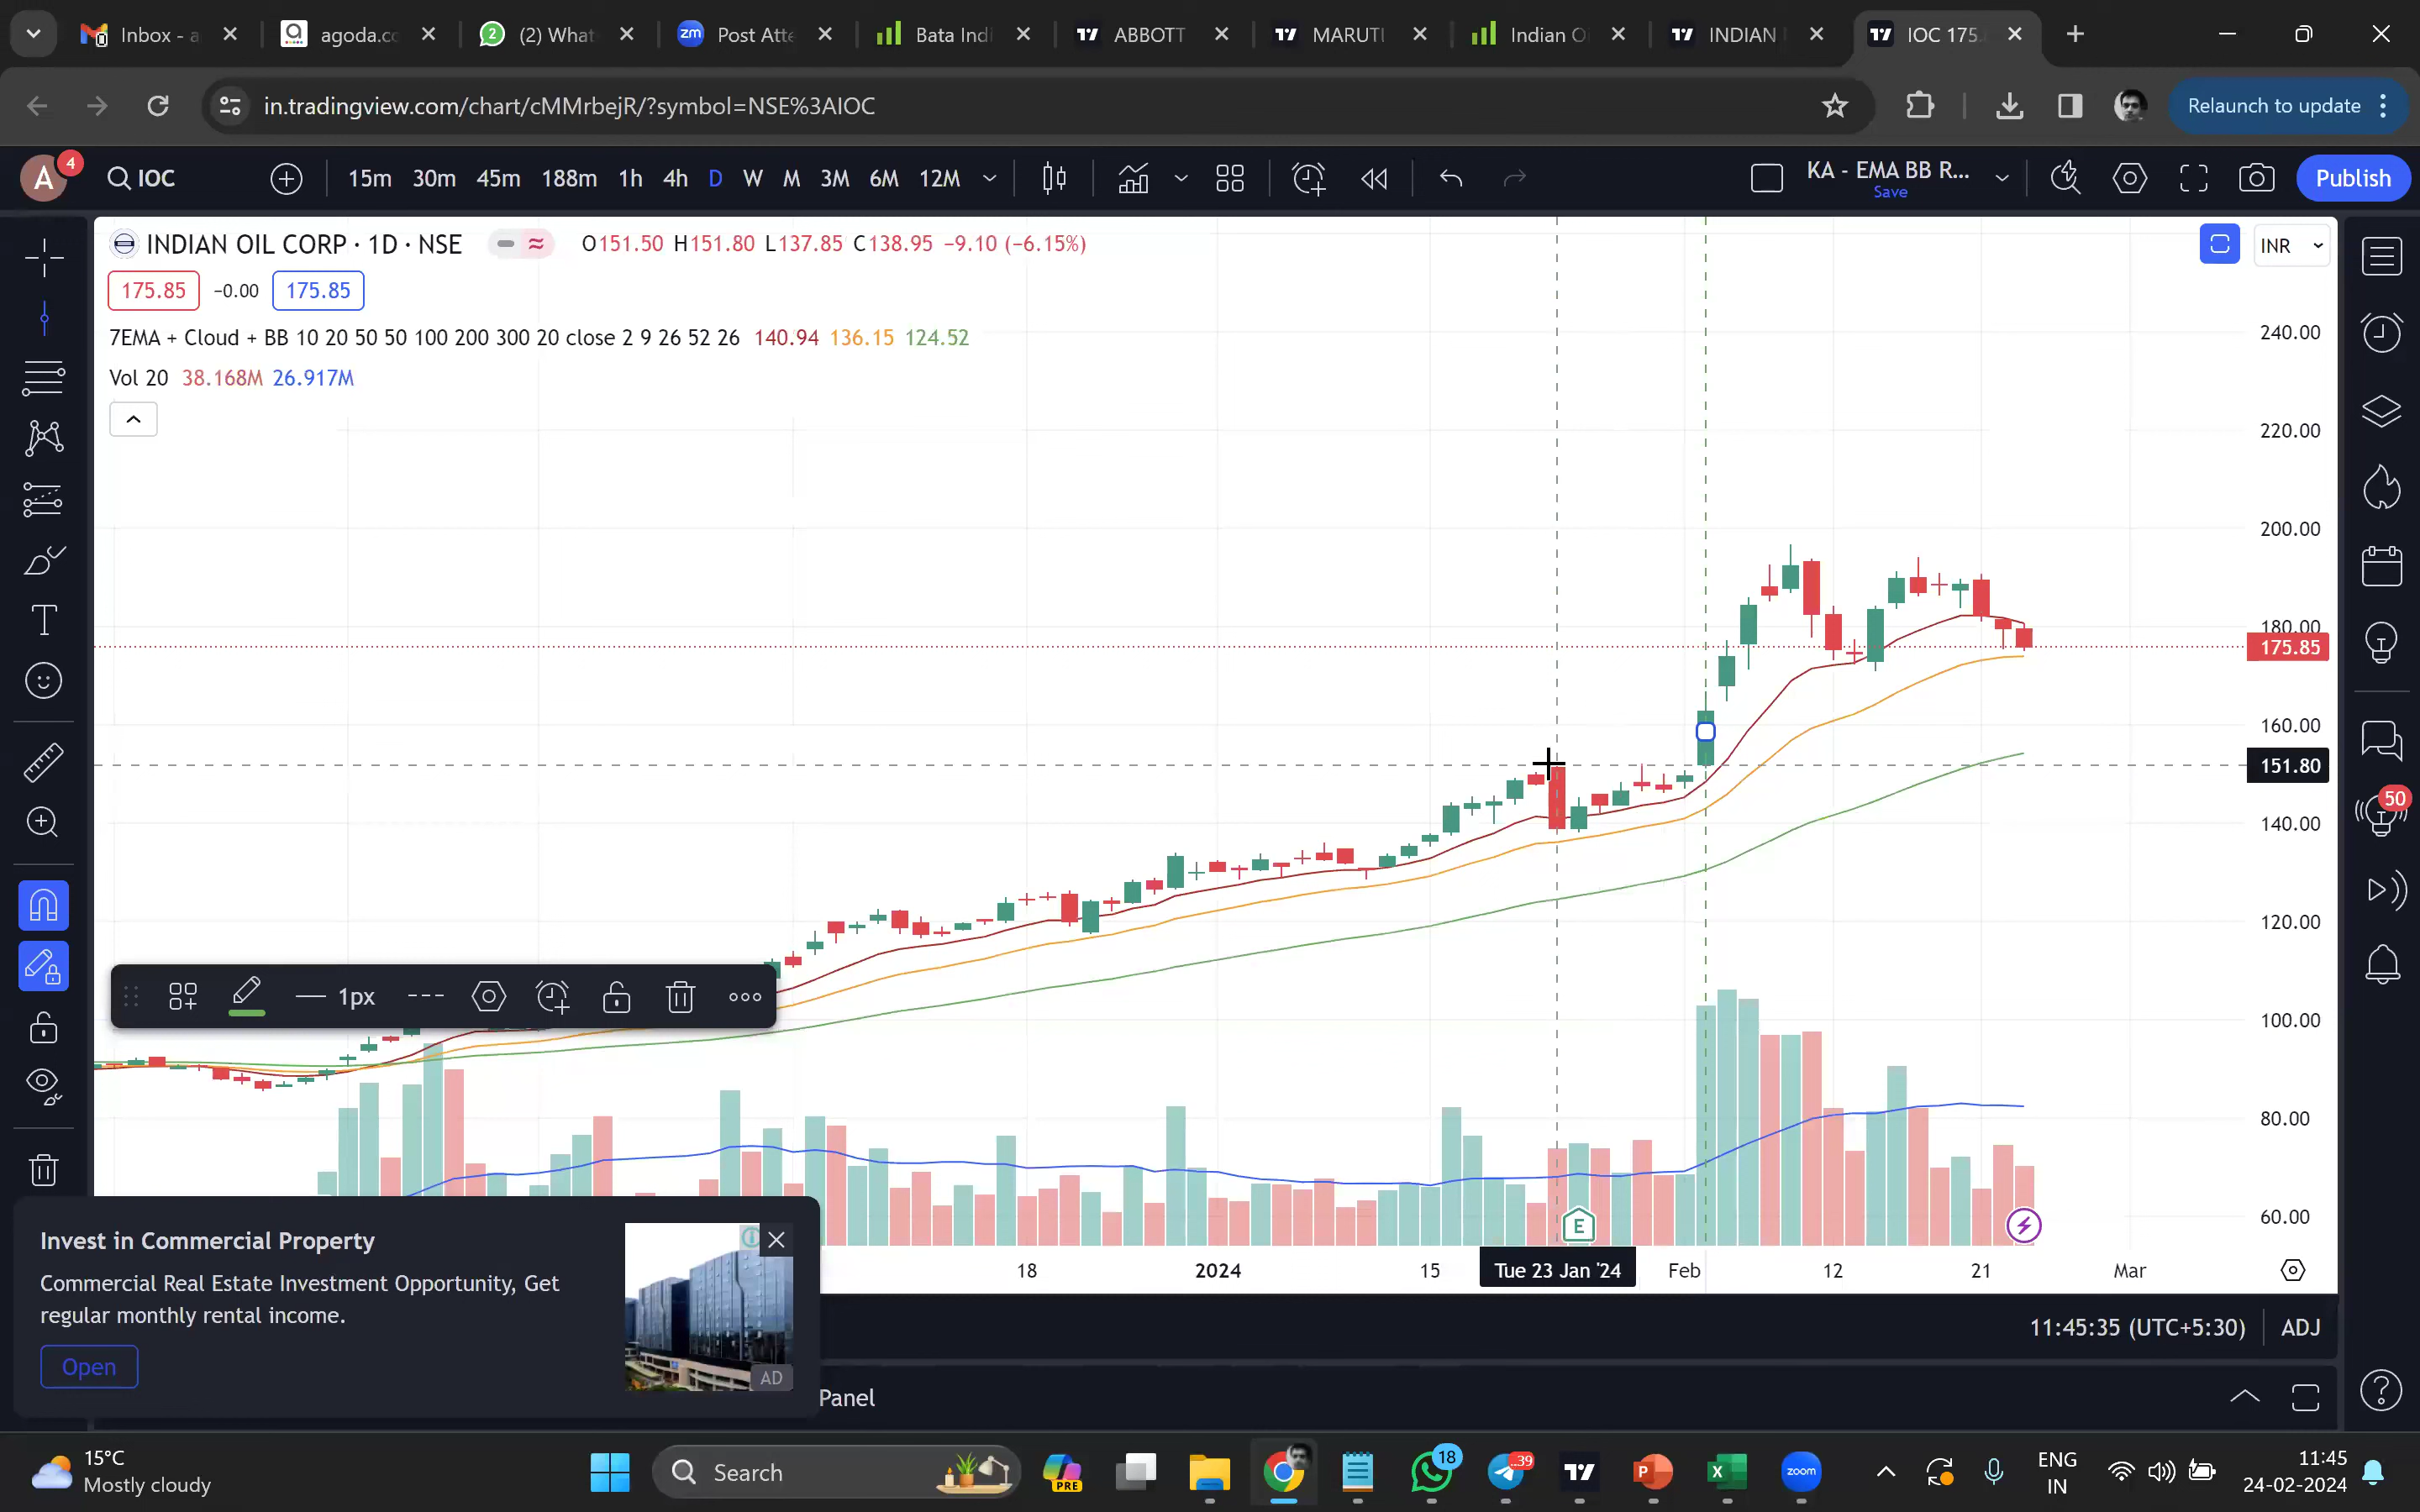 Inbox - a
agoda.co
(2) What
Post Atte
Bata Ind
ABBOTT
MARUTI
Indian O
INDIAN
IOC 175.
in.tradingview.com/chart/cMMrbejR/?symbol=NSE%3AIOC
Relaunch to update
A
4
IOC
15m 30m 45m 188m 1h 4h D W M 3M 6M 12M
KA - EMA BB R...
Save
Publish
INDIAN OIL CORP · 1D · NSE
O151.50 H151.80 L137.85 C138.95 −9.10 (−6.15%)
INR
175.85 −0.00 175.85
7EMA + Cloud + BB 10 20 50 50 100 200 300 20 close 2 9 26 52 26 140.94 136.15 124.52
Vol 20 38.168M 26.917M
240.00
220.00
200.00
180.00
175.85
160.00
151.80
140.00
120.00
100.00
80.00
60.00
50
1px
E
18
2024
15
Tue 23 Jan '24
Feb
12
21
Mar
Invest in Commercial Property
Commercial Real Estate Investment Opportunity, Get
regular monthly rental income.
Open
AD
11:45:35 (UTC+5:30)
ADJ
Panel
15°C
Mostly cloudy
Search
PRE
18
..39
zoom
ENG
IN
11:45
24-02-2024